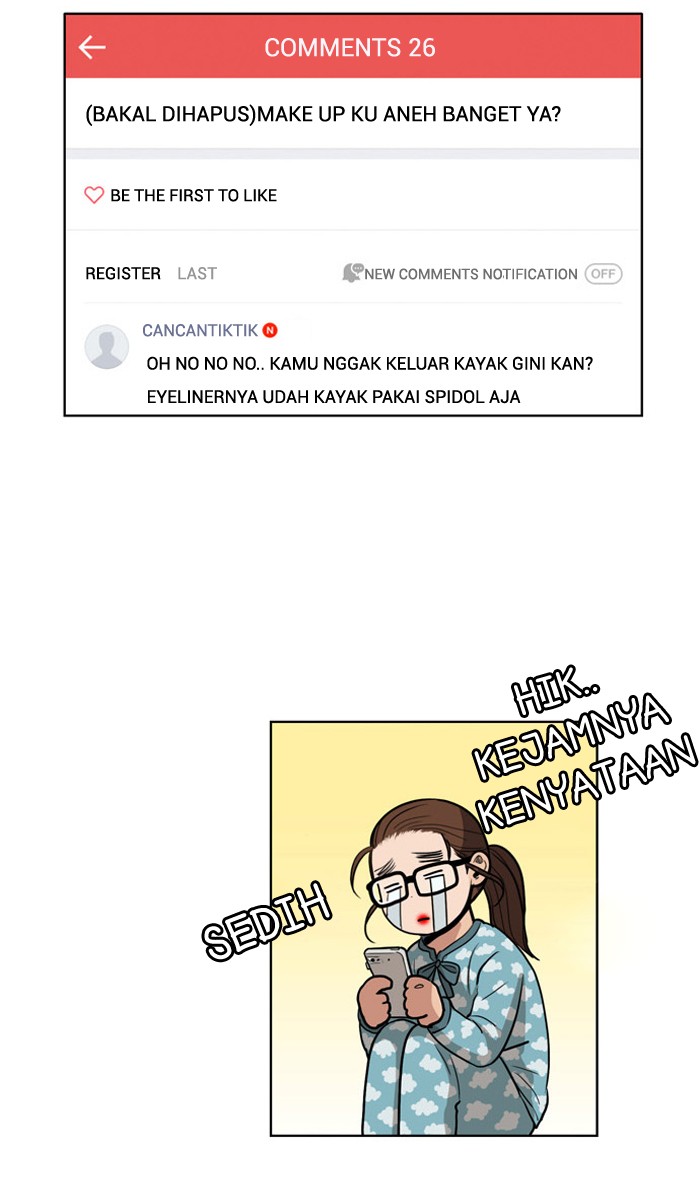 COMMENTS 26
(BAKAL DIHAPUS)MAKE UP KU ANEH BANGET YA?
BE THE FIRST TO LIKE
REGISTER LAST NEW COMMENTS NOTIFICATION OFF
CANCANTIKTIK N
OH NO NO NO.. KAMU NGGAK KELUAR KAYAK GINI KAN?
EYELINERNYA UDAH KAYAK PAKAI SPIDOL AJA
HIK..
KEJAMNYA
KENYATAAN
SEDIH